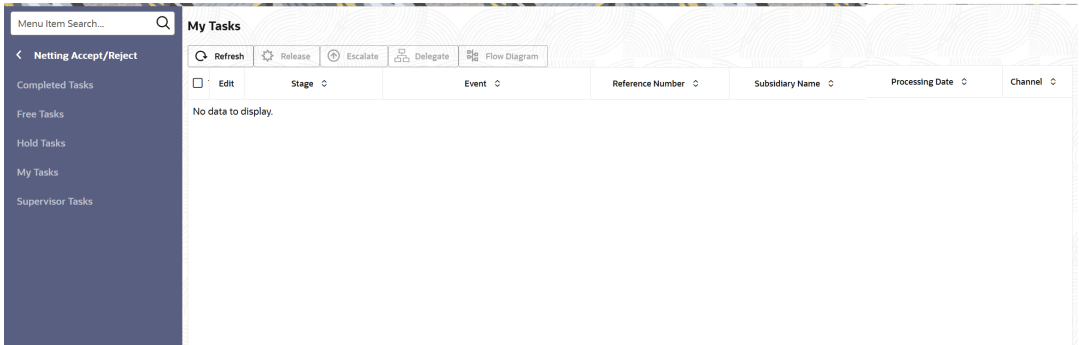 Menu Item Search...
Netting Accept/Reject
Completed Tasks
Free Tasks
Hold Tasks
My Tasks
Supervisor Tasks
My Tasks
Refresh Release Escalate Delegate Flow Diagram
Edit Stage Event Reference Number Subsidiary Name Processing Date Channel
No data to display.